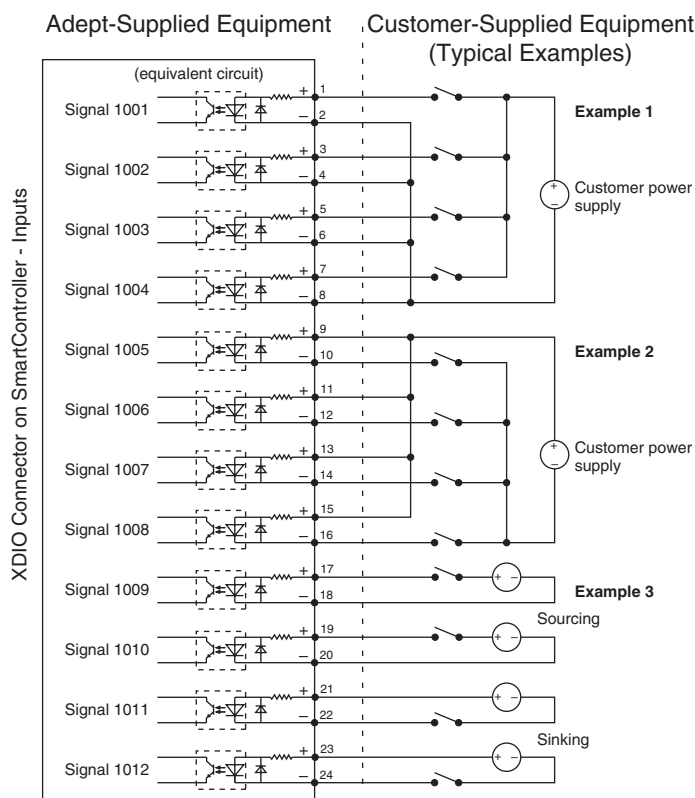 Adept-Supplied Equipment
Customer-Supplied Equipment
(Typical Examples)
XDIO Connector on SmartController - Inputs
(equivalent circuit)
Signal 1001
+ 1
– 2
Example 1
Signal 1002
+ 3
– 4
Customer power
supply
+
–
Signal 1003
+ 5
– 6
Signal 1004
+ 7
– 8
Signal 1005
+ 9
– 10
Example 2
Signal 1006
+ 11
– 12
Customer power
supply
+
–
Signal 1007
+ 13
– 14
Signal 1008
+ 15
– 16
Signal 1009
+ 17
– 18
+ –
Example 3
Sourcing
Signal 1010
+ 19
– 20
+ –
Signal 1011
+ 21
– 22
+ –
Sinking
Signal 1012
+ 23
– 24
+ –